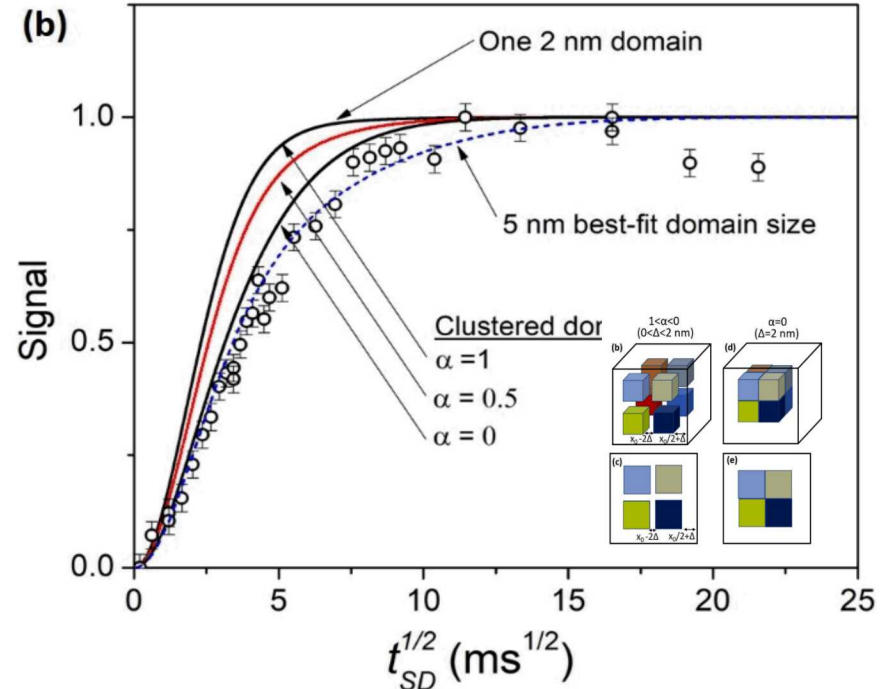 (b)
One 2 nm domain
1.0
5 nm best-fit domain size
Signal
0.5
Clustered dor
α =1
α = 0.5
α = 0
1<α<0
(0<Δ<2 nm)
α=0
(Δ=2 nm)
(b)
(d)
x₀-2Δ x₀/2+Δ
(c)
(e)
x₀-2Δ x₀/2+Δ
0.0
0 5 10 15 20 25
t_SD^1/2 (ms^1/2)